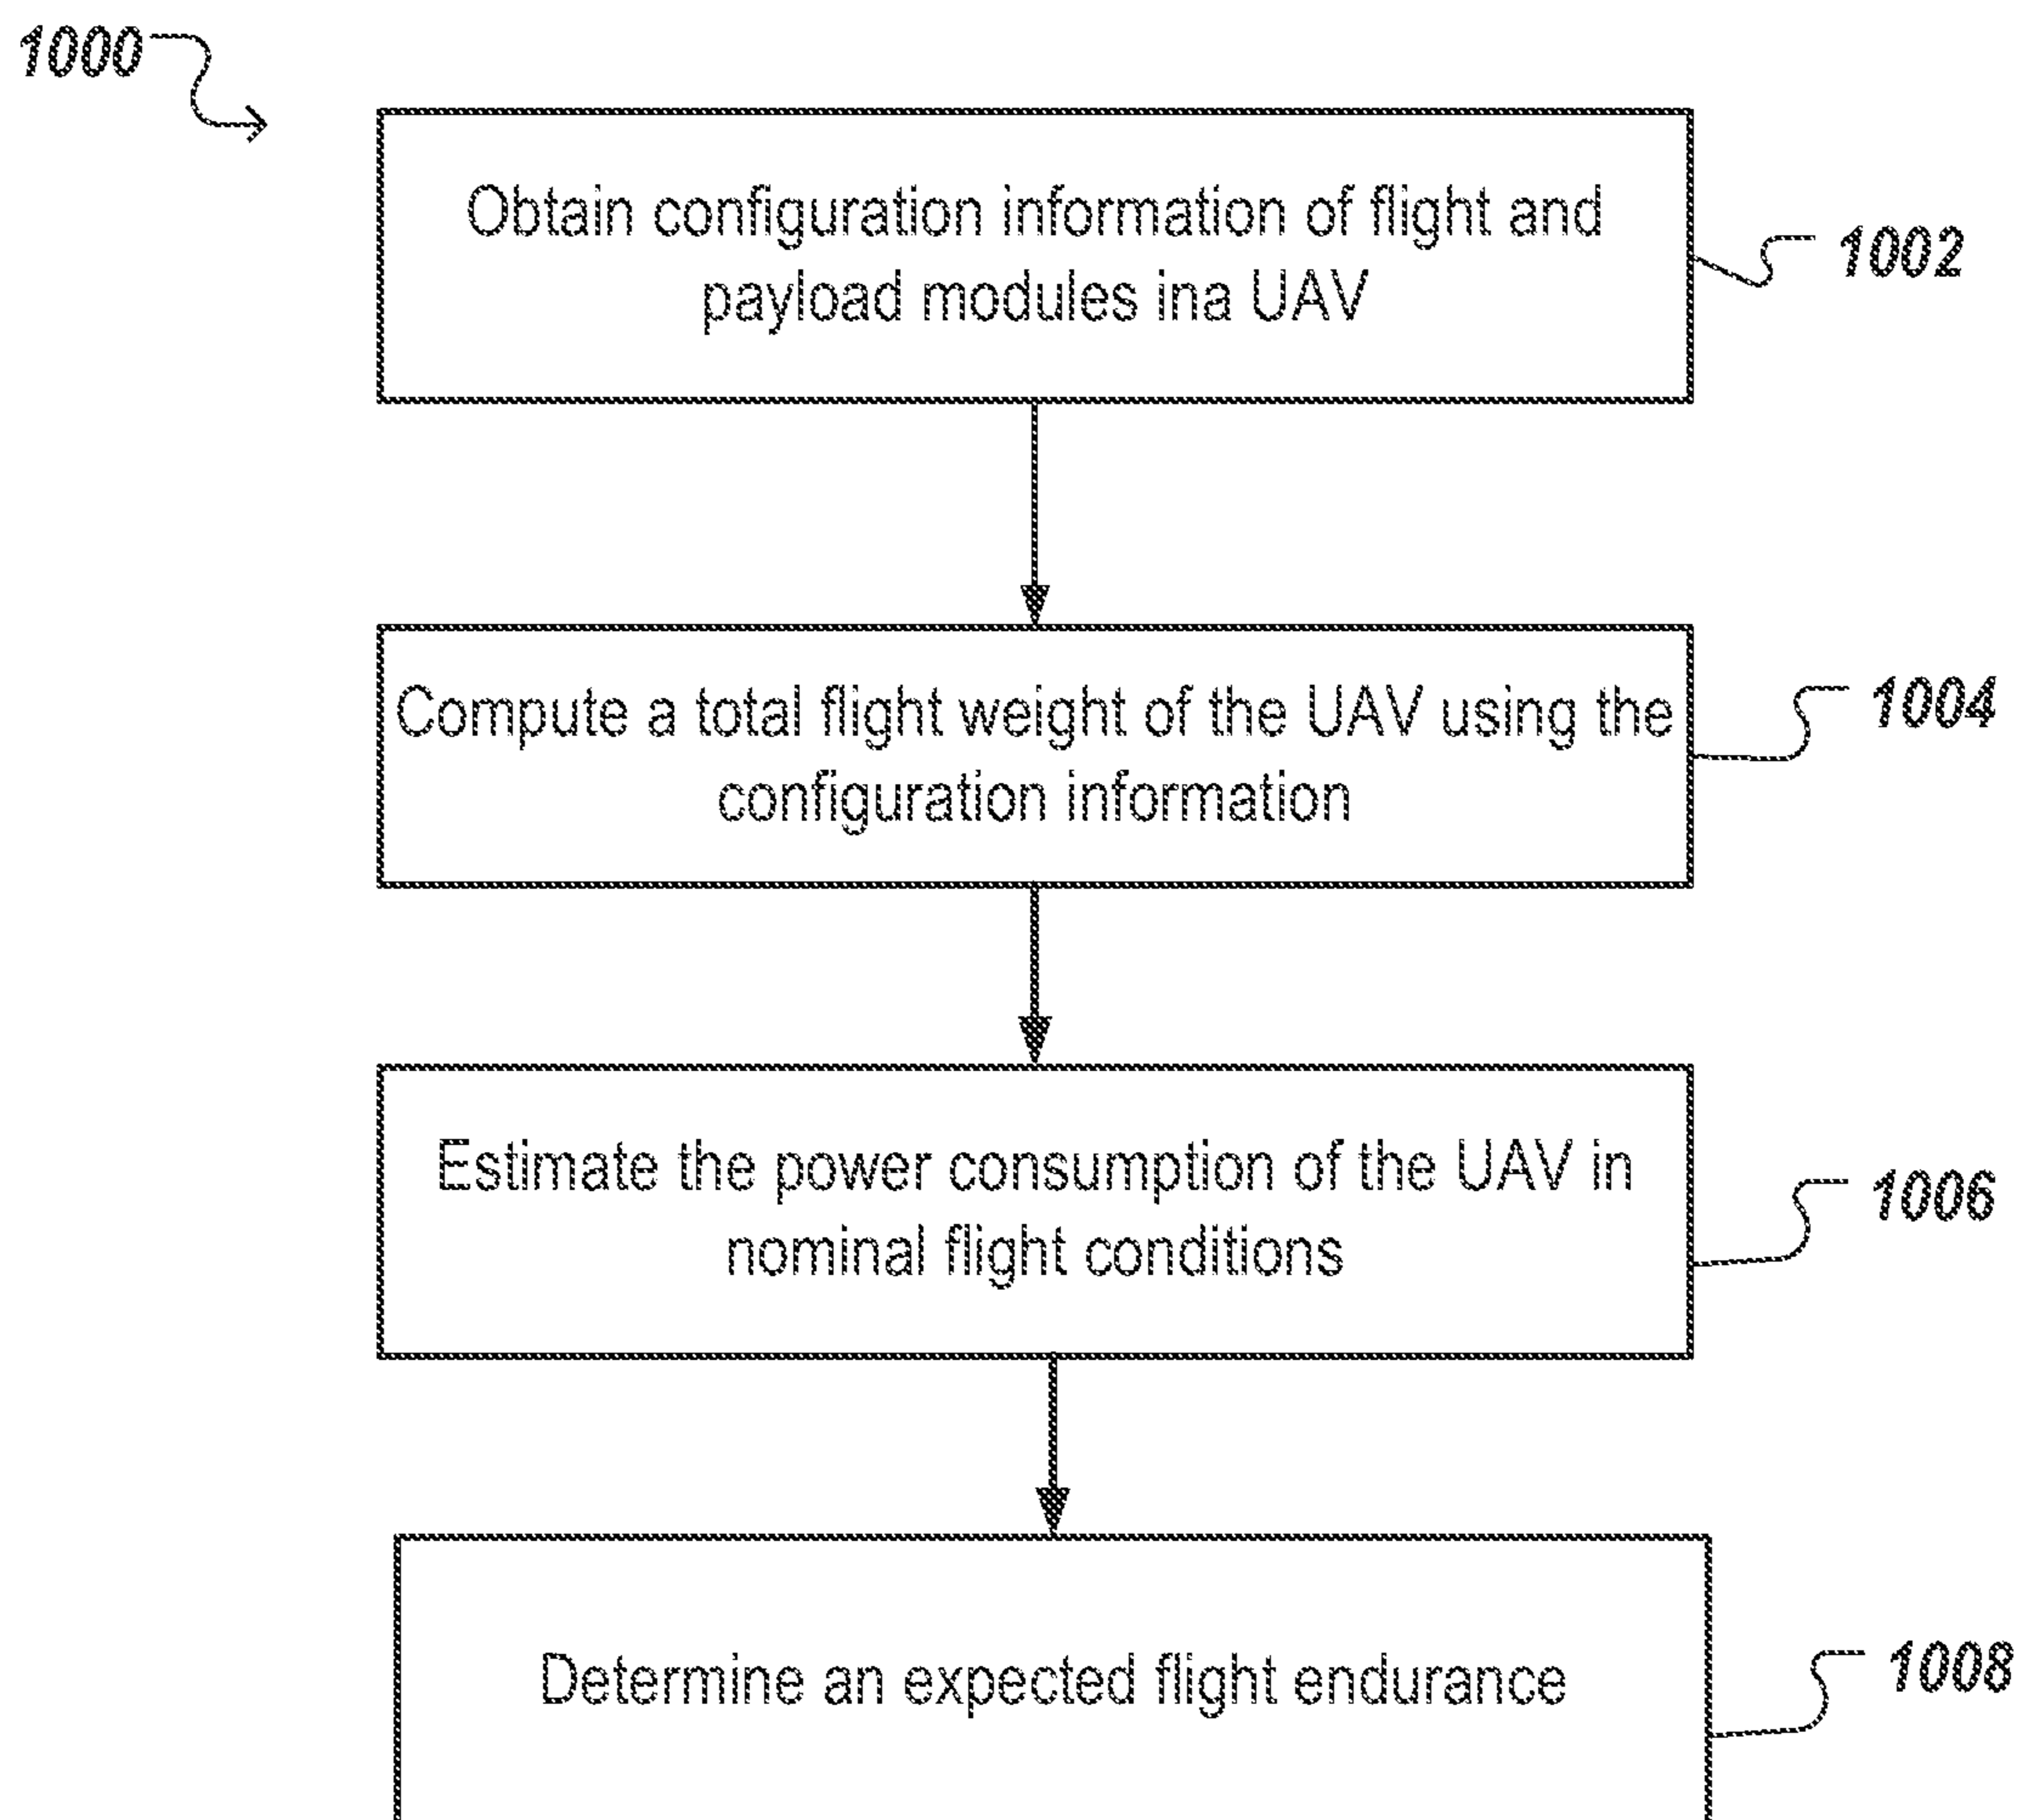 1000
Obtain configuration information of flight and
payload modules ina UAV
1002
Compute a total flight weight of the UAV using the
configuration information
1004
Estimate the power consumption of the UAV in
nominal flight conditions
1006
Determine an expected flight endurance
1008